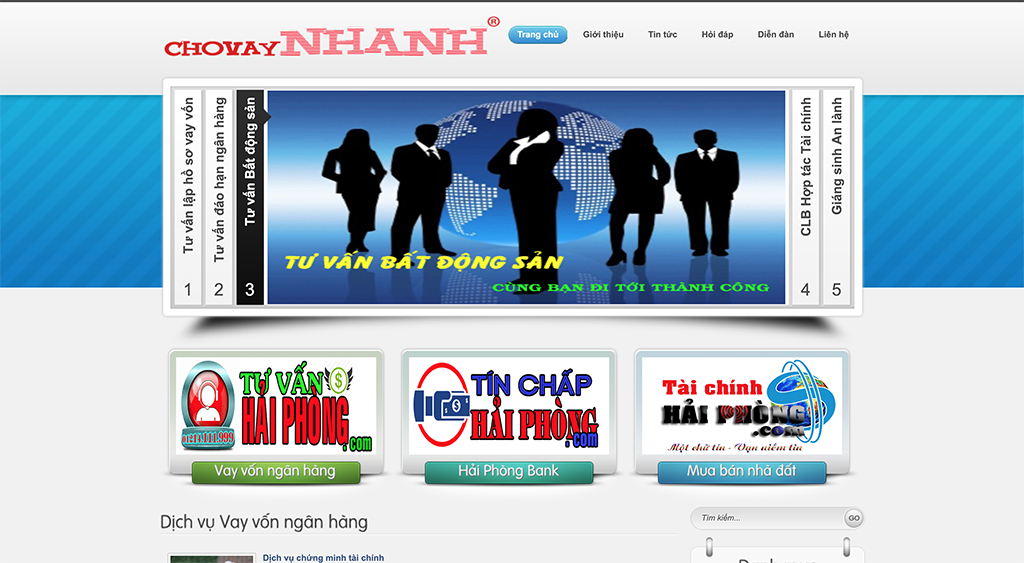 CHOVAYNHANH®
Trang chủ Giới thiệu Tin tức Hỏi đáp Diễn đàn Liên hệ
1 Tư vấn lập hồ sơ vay vốn
2 Tư vấn đáo hạn ngân hàng
3 Tư vấn Bất động sản
TƯ VẤN BẤT ĐỘNG SẢN
CÙNG BẠN ĐI TỚI THÀNH CÔNG
4 CLB Hợp tác Tài chính
5 Giáng sinh An lành
TƯ VẤN
HẢI PHÒNG
.com
Vay vốn ngân hàng
TÍN CHẤP
HẢI PHÒNG
.com
Hải Phòng Bank
Tài chính
HẢI PHÒNG
.com
Một chữ tín - Vạn niềm tin
Mua bán nhà đất
Dịch vụ Vay vốn ngân hàng
Tìm kiếm... GO
Dịch vụ chứng minh tài chính